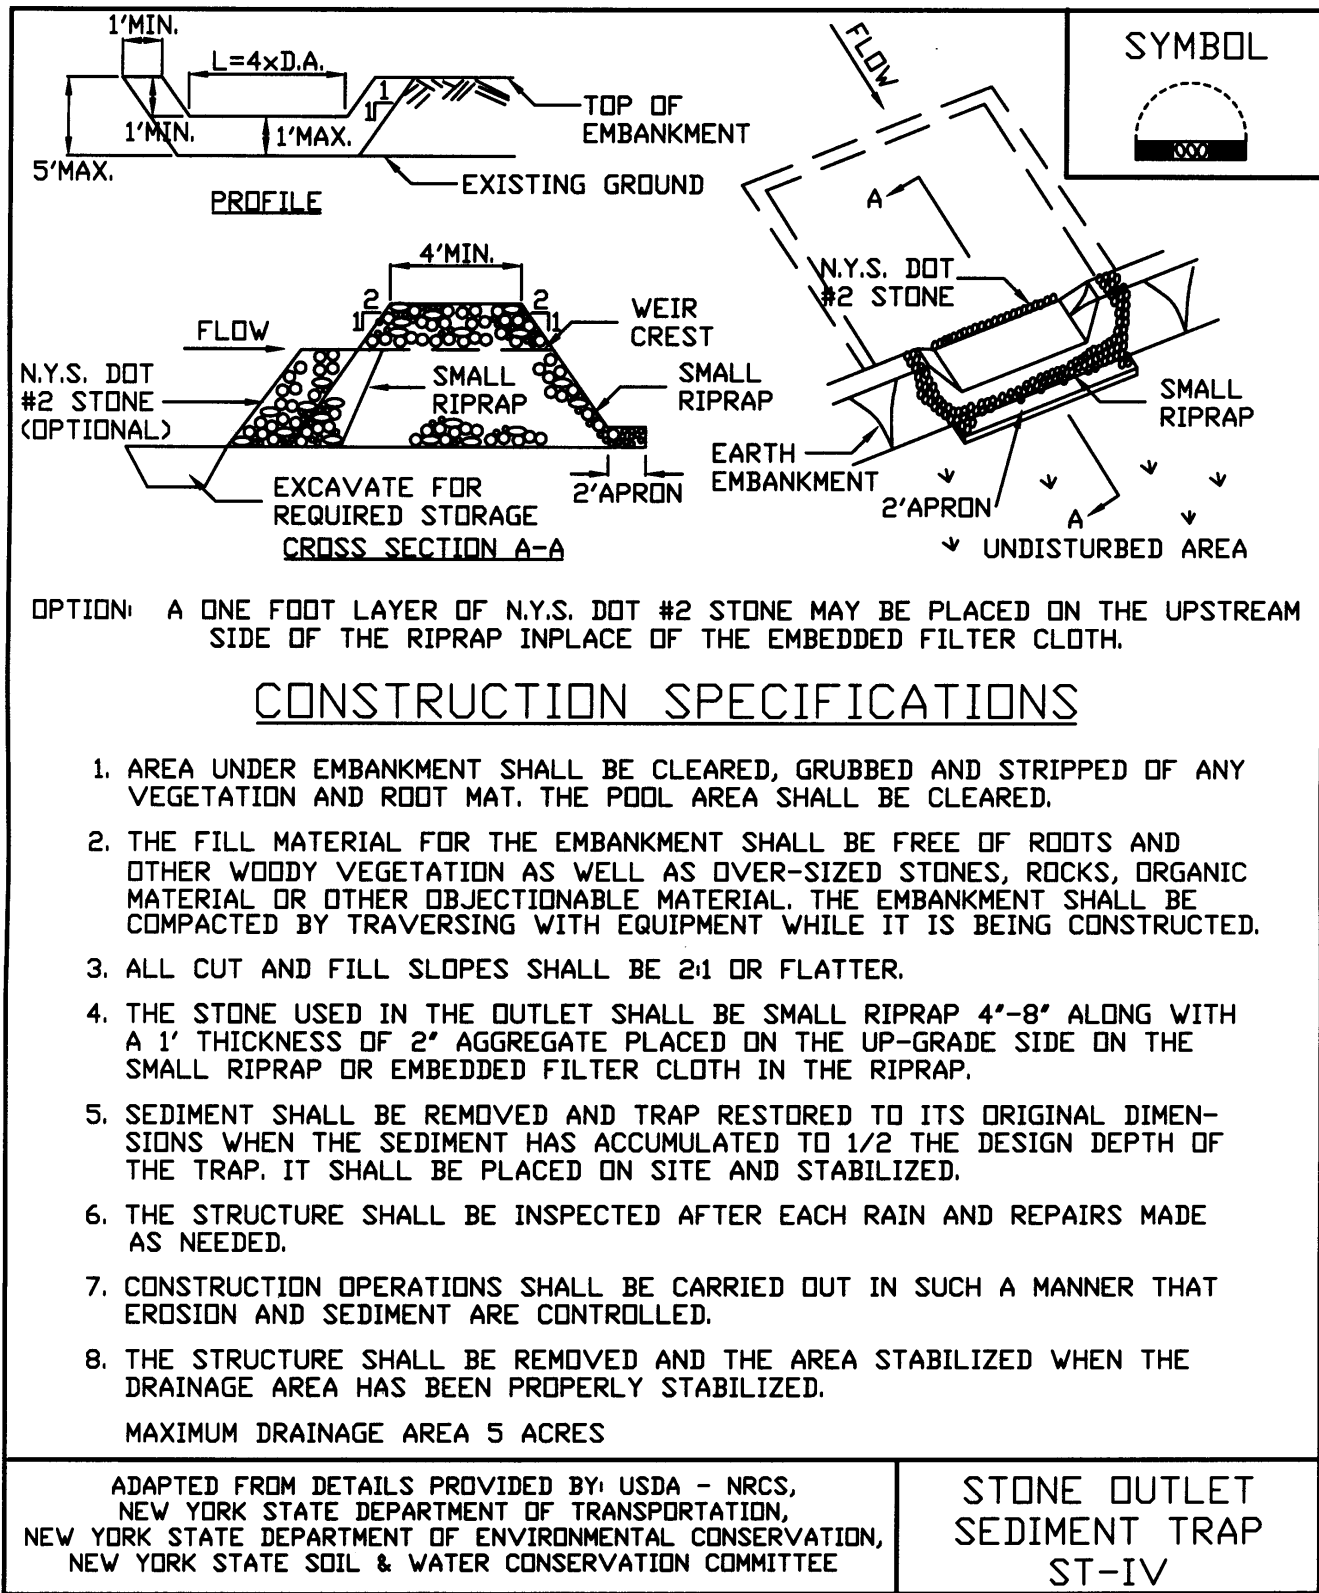 1'MIN.
L=4xD.A.
1
1
1'MIN.
1'MAX.
5'MAX.
TOP OF
EMBANKMENT
EXISTING GROUND
PROFILE
FLOW
SYMBOL
A
N.Y.S. DOT
#2 STONE
SMALL
RIPRAP
EARTH
EMBANKMENT
2'APRON
A
UNDISTURBED AREA
4'MIN.
2
1
2
1
FLOW
WEIR
CREST
N.Y.S. DOT
#2 STONE
(OPTIONAL)
SMALL
RIPRAP
SMALL
RIPRAP
2'APRON
EXCAVATE FOR
REQUIRED STORAGE
CROSS SECTION A-A
OPTION: A ONE FOOT LAYER OF N.Y.S. DOT #2 STONE MAY BE PLACED ON THE UPSTREAM
SIDE OF THE RIPRAP INPLACE OF THE EMBEDDED FILTER CLOTH.
CONSTRUCTION SPECIFICATIONS
1. AREA UNDER EMBANKMENT SHALL BE CLEARED, GRUBBED AND STRIPPED OF ANY
VEGETATION AND ROOT MAT. THE POOL AREA SHALL BE CLEARED.
2. THE FILL MATERIAL FOR THE EMBANKMENT SHALL BE FREE OF ROOTS AND
OTHER WOODY VEGETATION AS WELL AS OVER-SIZED STONES, ROCKS, ORGANIC
MATERIAL OR OTHER OBJECTIONABLE MATERIAL. THE EMBANKMENT SHALL BE
COMPACTED BY TRAVERSING WITH EQUIPMENT WHILE IT IS BEING CONSTRUCTED.
3. ALL CUT AND FILL SLOPES SHALL BE 2:1 OR FLATTER.
4. THE STONE USED IN THE OUTLET SHALL BE SMALL RIPRAP 4"-8" ALONG WITH
A 1' THICKNESS OF 2" AGGREGATE PLACED ON THE UP-GRADE SIDE ON THE
SMALL RIPRAP OR EMBEDDED FILTER CLOTH IN THE RIPRAP.
5. SEDIMENT SHALL BE REMOVED AND TRAP RESTORED TO ITS ORIGINAL DIMEN-
SIONS WHEN THE SEDIMENT HAS ACCUMULATED TO 1/2 THE DESIGN DEPTH OF
THE TRAP. IT SHALL BE PLACED ON SITE AND STABILIZED.
6. THE STRUCTURE SHALL BE INSPECTED AFTER EACH RAIN AND REPAIRS MADE
AS NEEDED.
7. CONSTRUCTION OPERATIONS SHALL BE CARRIED OUT IN SUCH A MANNER THAT
EROSION AND SEDIMENT ARE CONTROLLED.
8. THE STRUCTURE SHALL BE REMOVED AND THE AREA STABILIZED WHEN THE
DRAINAGE AREA HAS BEEN PROPERLY STABILIZED.
MAXIMUM DRAINAGE AREA 5 ACRES
ADAPTED FROM DETAILS PROVIDED BY: USDA - NRCS,
NEW YORK STATE DEPARTMENT OF TRANSPORTATION,
NEW YORK STATE DEPARTMENT OF ENVIRONMENTAL CONSERVATION,
NEW YORK STATE SOIL & WATER CONSERVATION COMMITTEE
STONE OUTLET
SEDIMENT TRAP
ST-IV